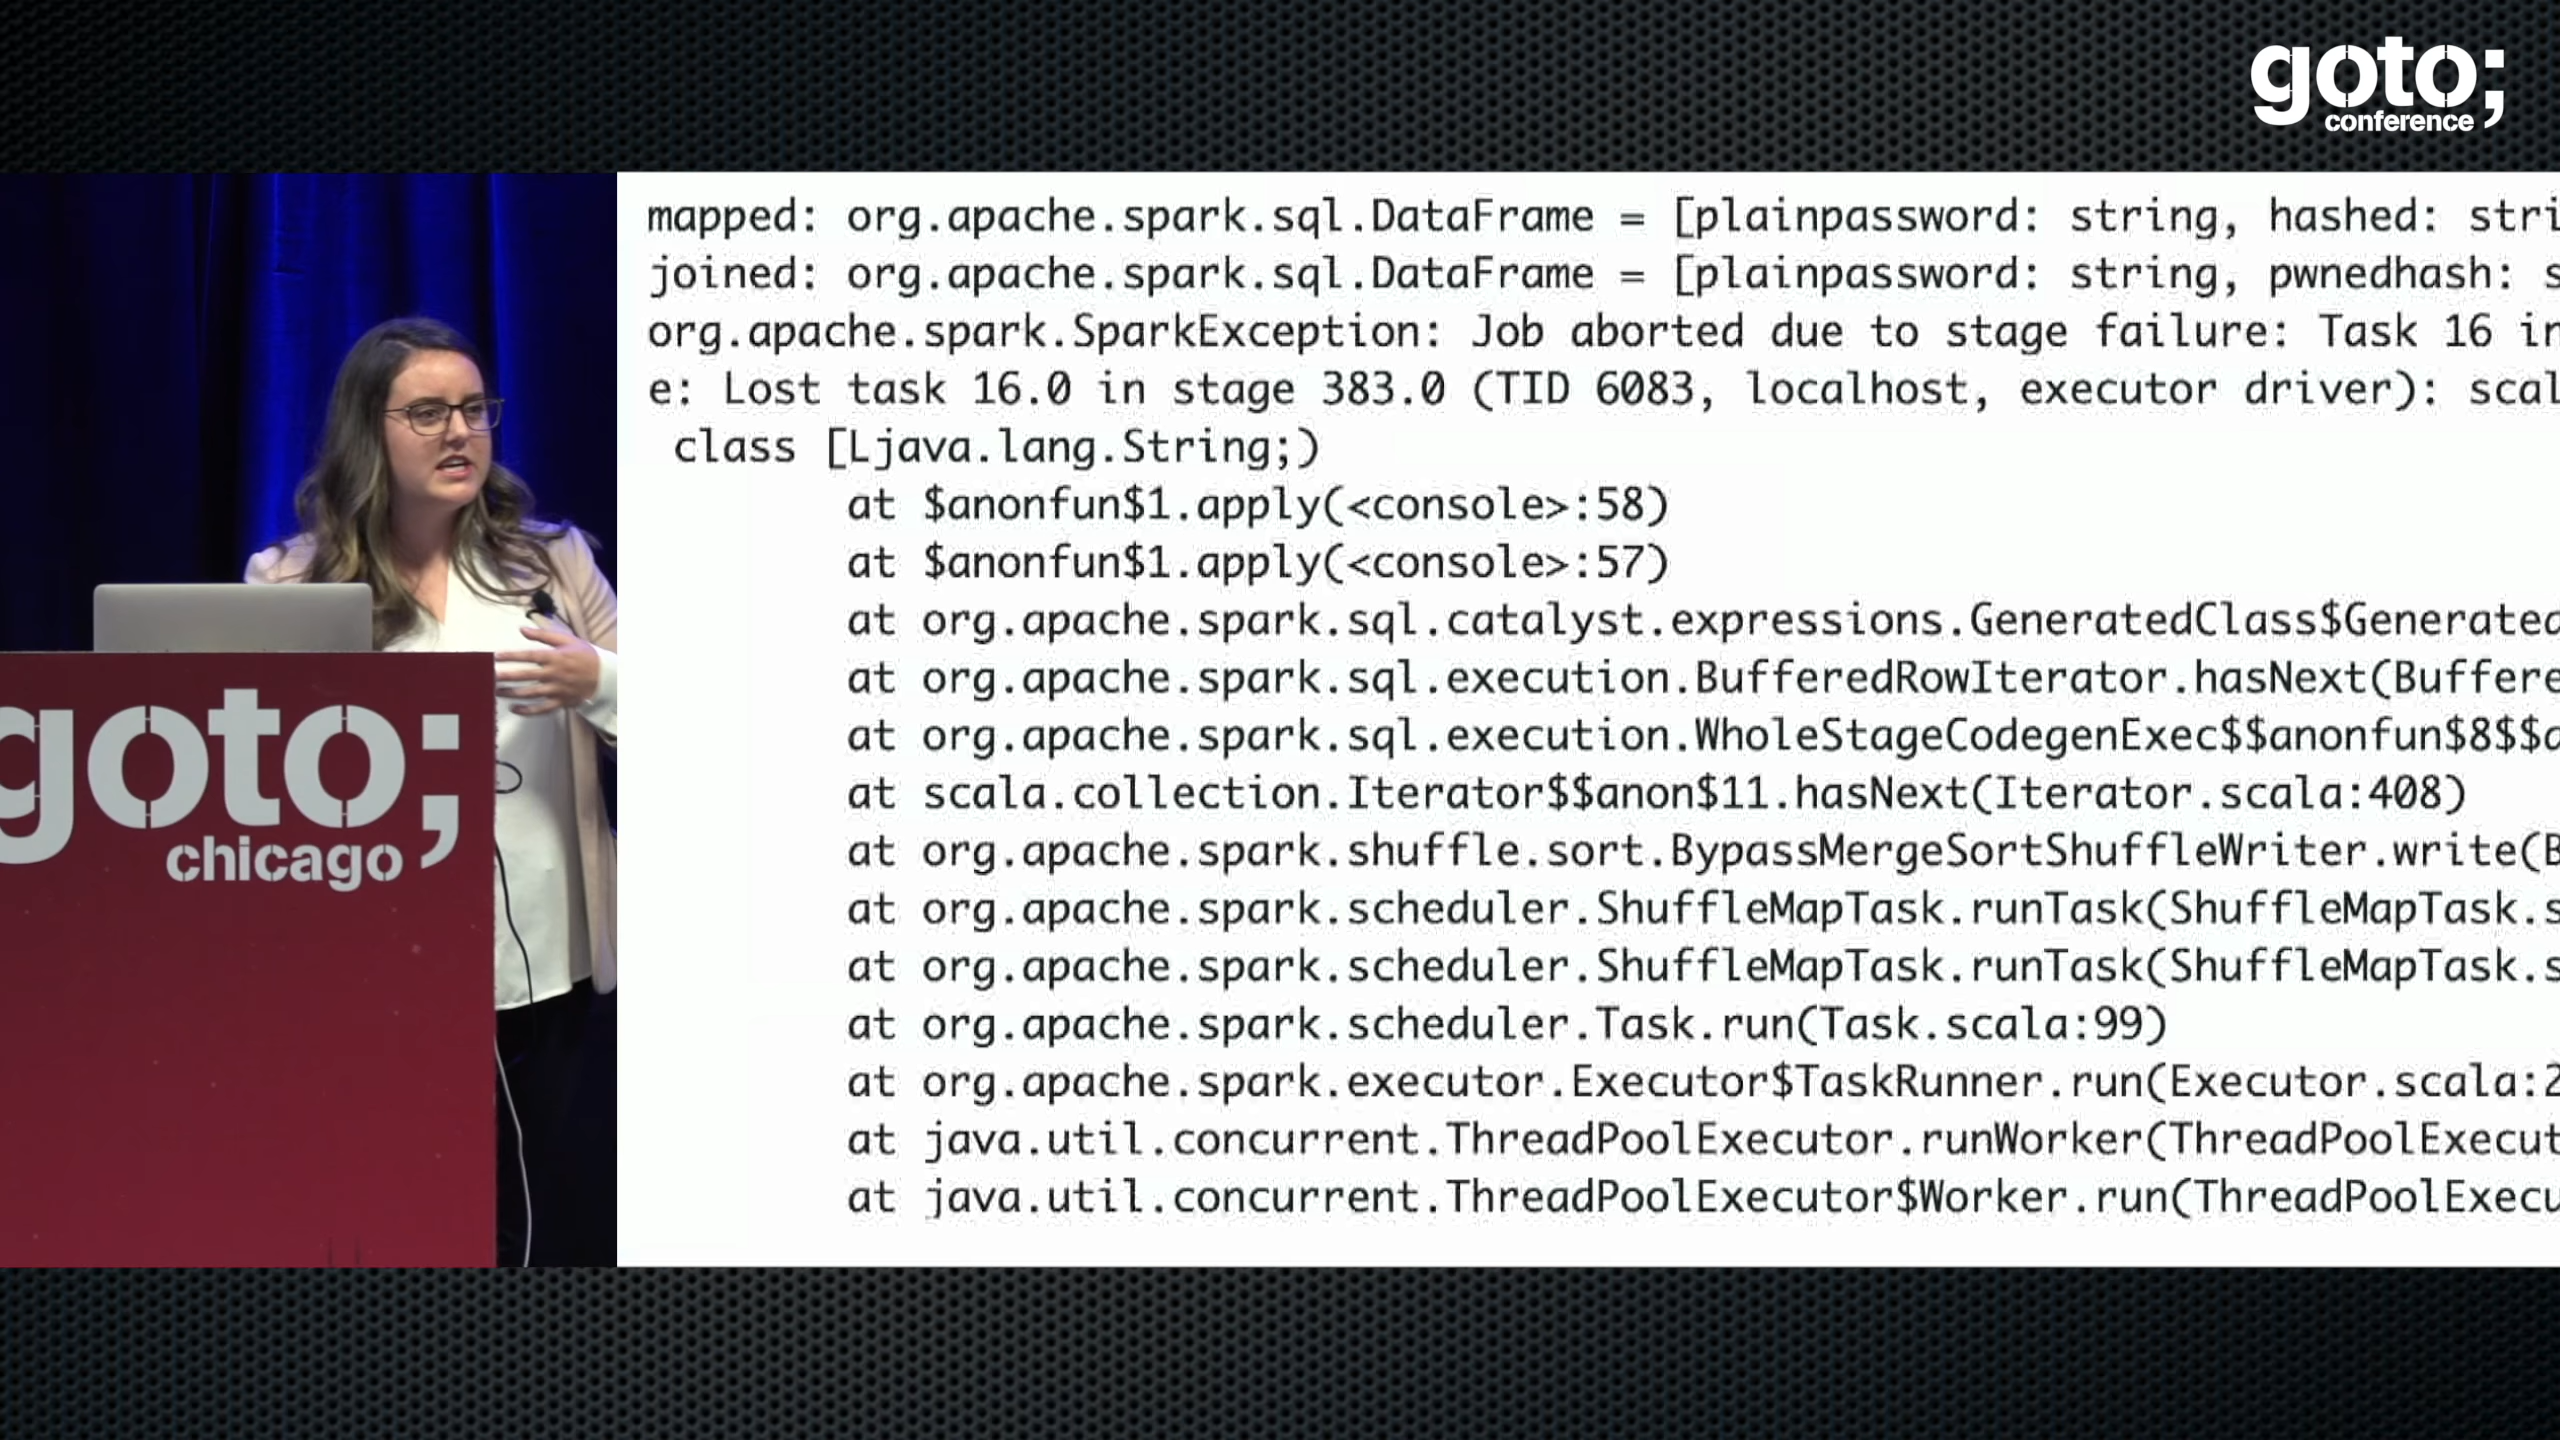 goto;
conference
mapped: org.apache.spark.sql.DataFrame = [plainpassword: string, hashed: stri
joined: org.apache.spark.sql.DataFrame = [plainpassword: string, pwnedhash: s
org.apache.spark.SparkException: Job aborted due to stage failure: Task 16 in
e: Lost task 16.0 in stage 383.0 (TID 6083, localhost, executor driver): scal
class [Ljava.lang.String;)
at $anonfun$1.apply(<console>:58)
at $anonfun$1.apply(<console>:57)
at org.apache.spark.sql.catalyst.expressions.GeneratedClass$Generated
at org.apache.spark.sql.execution.BufferedRowIterator.hasNext(Buffere
at org.apache.spark.sql.execution.WholeStageCodegenExec$$anonfun$8$$a
at scala.collection.Iterator$$anon$11.hasNext(Iterator.scala:408)
at org.apache.spark.shuffle.sort.BypassMergeSortShuffleWriter.write(B
at org.apache.spark.scheduler.ShuffleMapTask.runTask(ShuffleMapTask.s
at org.apache.spark.scheduler.ShuffleMapTask.runTask(ShuffleMapTask.s
at org.apache.spark.scheduler.Task.run(Task.scala:99)
at org.apache.spark.executor.Executor$TaskRunner.run(Executor.scala:2
at java.util.concurrent.ThreadPoolExecutor.runWorker(ThreadPoolExecut
at java.util.concurrent.ThreadPoolExecutor$Worker.run(ThreadPoolExecu
goto;
chicago